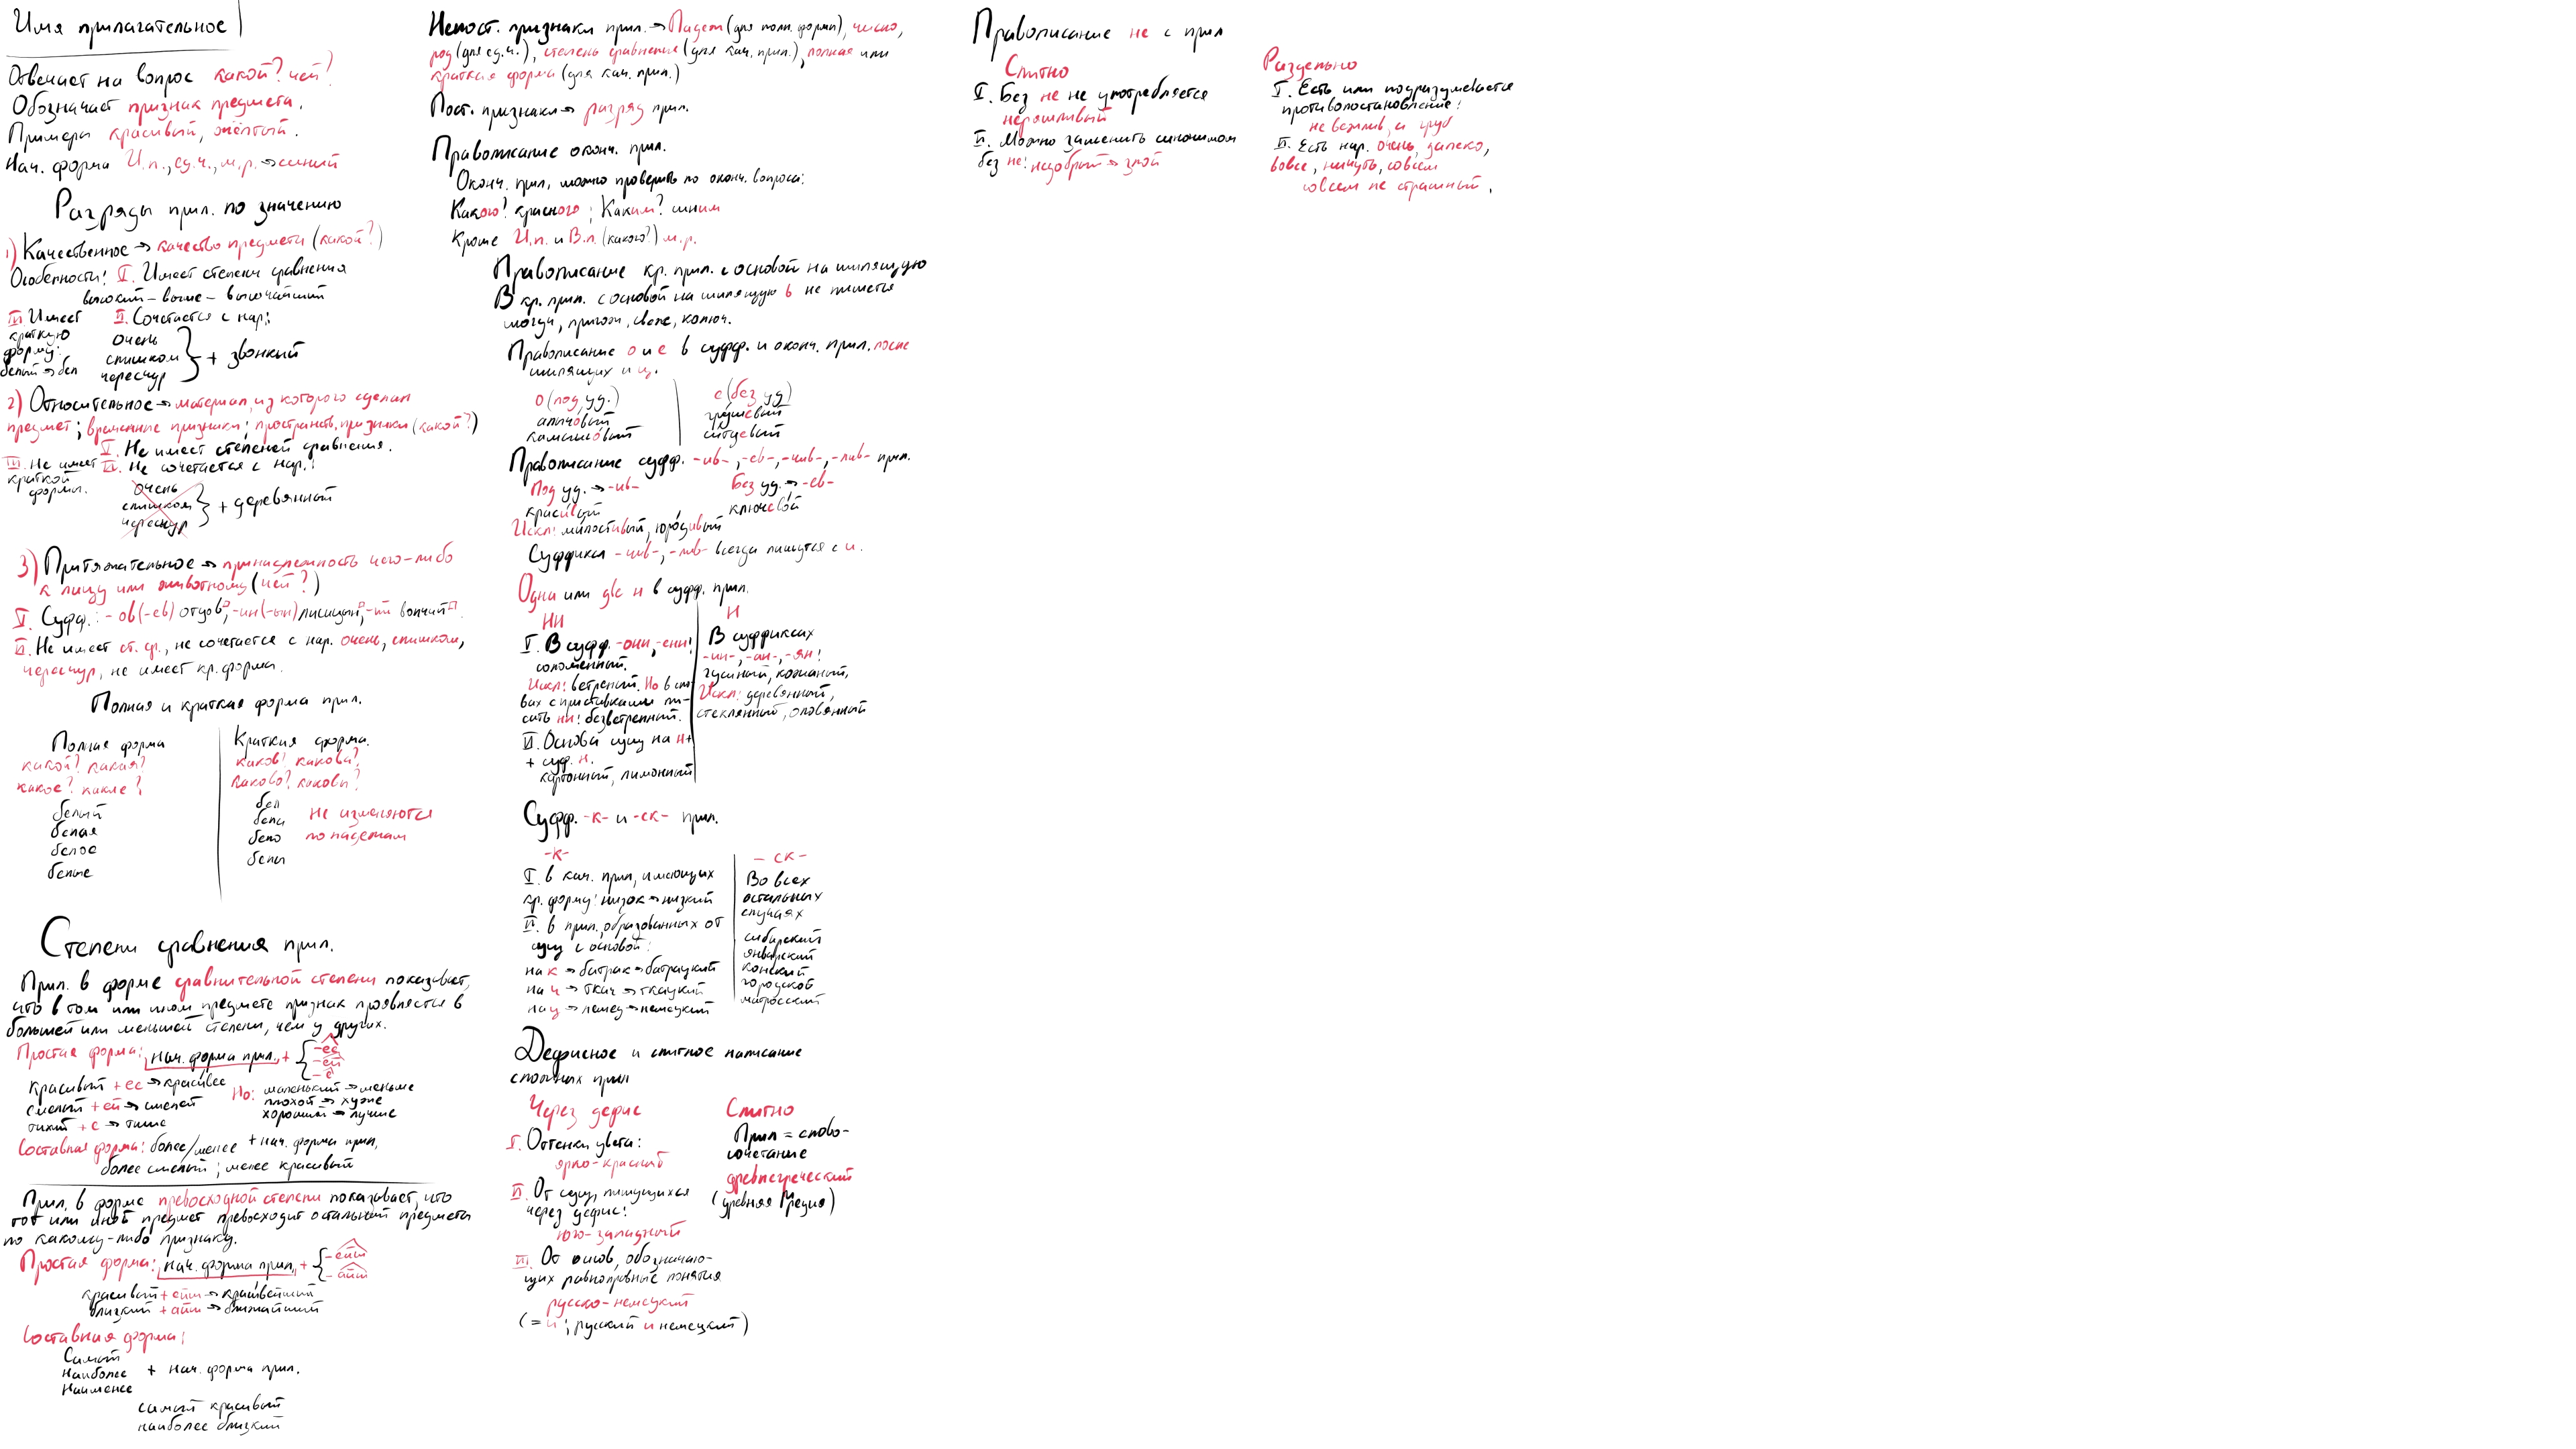 Имя прилагательное
Отвечает на вопрос какой? чей?
Обозначает признак предмета.
Примеры красивый, жёлтый.
Нач. форма И.п., ед.ч., м.р. → синий
Разряды прил. по значению
1) Качественное → качество предмета (какой?)
Особености: I. Имеет степени сравнения
высокий – выше – высочайший
II. Сочетается с нар.:
очень
слишком
чересчур
+ звонкий
III. Имеет
краткую
форму:
белый → бел
2) Относительное → материал, из которого сделан
предмет; временные признаки; пространств. признаки (какой?)
I. Не имеет степеней сравнения.
II. Не сочетается с нар.:
очень
слишком
чересчур
+ деревянный
III. Не имеет
краткой
формы.
3) Притяжательное → принадлежность чего-либо
к лицу или животному (чей?)
I. Суфф.: -ов(-ев) отцов, -ин(-ын) лисицын, -ий волчий
II. Не имеет ст. ср., не сочетается с нар. очень, слишком,
чересчур, не имеет кр. форма.
Полная и краткая форма прил.
Полная форма
какой? какая?
какое? какие?
белый
белая
белое
белые
Краткая форма.
каков? какова?
каково? каковы?
бел
бела
бело
белы
не изменяются
по падежам
Степени сравнения прил.
Прил. в форме сравнительной степени показывает,
что в том или ином предмете признак проявляется в
большей или меньшей степени, чем у других.
Простая форма: нач. форма прил. + { -ее
-ей
-е
красивый + ее → красивее
смелый + ей → смелей
тихий + е → тише
Но: маленький → меньше
плохой → хуже
хороший → лучше
Составная форма: более/менее + нач. форма прил.
более смелый; менее красивый
Прил. в форме превосходной степени показывает, что
тот или иной предмет превосходит остальный предмета
по какому-либо признаку.
Простая форма: нач. форма прил. + { -ейш
-айш
красивый + ейш → красивейший
близкий + айш → ближайший
Составная форма:
Самый
Наиболее
Наименее
+ нач. форма прил.
самый красивый
наиболее близкий
Непост. признаки прил. → Падеж (для полн. формы), число,
род (для ед.ч.), степень сравнения (для кач. прил.), полная или
краткая форма (для кач. прил.)
Пост. признаки → разряд прил.
Правописание оконч. прил.
Оконч. прил. можно проверить по оконч. вопроса:
Какого? красного; Каким? синим
Кроме И.п. и В.п. (какого?) м.р.
Правописание кр. прил. с основой на шипящую
В кр. прил. с основой на шипящую ь не пишется
могуч, пригож, свеж, колюч.
Правописание о и е в суфф. и оконч. прил. после
шипящих и ц.
о (под уд.)
алычовый
камышовый
е (без уд)
грушевый
ситцевый
Правописание суфф. -ив-, -ев-, -чив-, -лив- прил.
Под уд. → -ив-
красивый
Без уд. → -ев-
ключевой
Искл: милостивый, юродивый
Суффиксы -чив-, -лив- всегда пишутся с и.
Одни или две н в суфф. прил.
НН
I. В суфф. -онн, -енн:
соломенный.
Искл: ветреный. Но в сло-
вах с приставками пи-
сать нн: безветренный.
II. Основа сущ на н +
+ суф. н.
картонный, лимонный
Н
В суффиксах
-ин-, -ан-, -ян:
гусиный, кожаный,
Искл: деревянный,
стеклянный, оловянный
Суфф. -к- и -ск- прил.
-к-
I. в кач. прил, имеющих
кр. форму: низок → низкий
II. в прил., образованных от
сущ с основой:
на к → батрак → батрацкий
на ч → ткач → ткацкий
на ц → немец → немецкий
-ск-
Во всех
остальных
случаях
сибирский
январский
конский
городской
матросский
Дефисное и слитное написание
сложных прил
Через дефис
I. Оттенки цвета:
ярко-красный
II. От сущ, пишущихся
через дефис:
юго-западный
III. От основ, обозначаю-
щих равноправные понятия
русско-немецкий
(= и; русский и немецкий)
Слитно
Прил = слово-
сочетание
древнегреческий
(древняя Греция)
Правописание не с прил
Слитно
I. Без не не употребляется
неряшливый
II. Можно заменить синонимом
без не: недобрый → злой
Раздельно
I. Есть или подразумевается
противопостановление:
не вежлив, а груб
II. Есть нар. очень, далеко,
вовсе, ничуть, совсем
совсем не страшный.